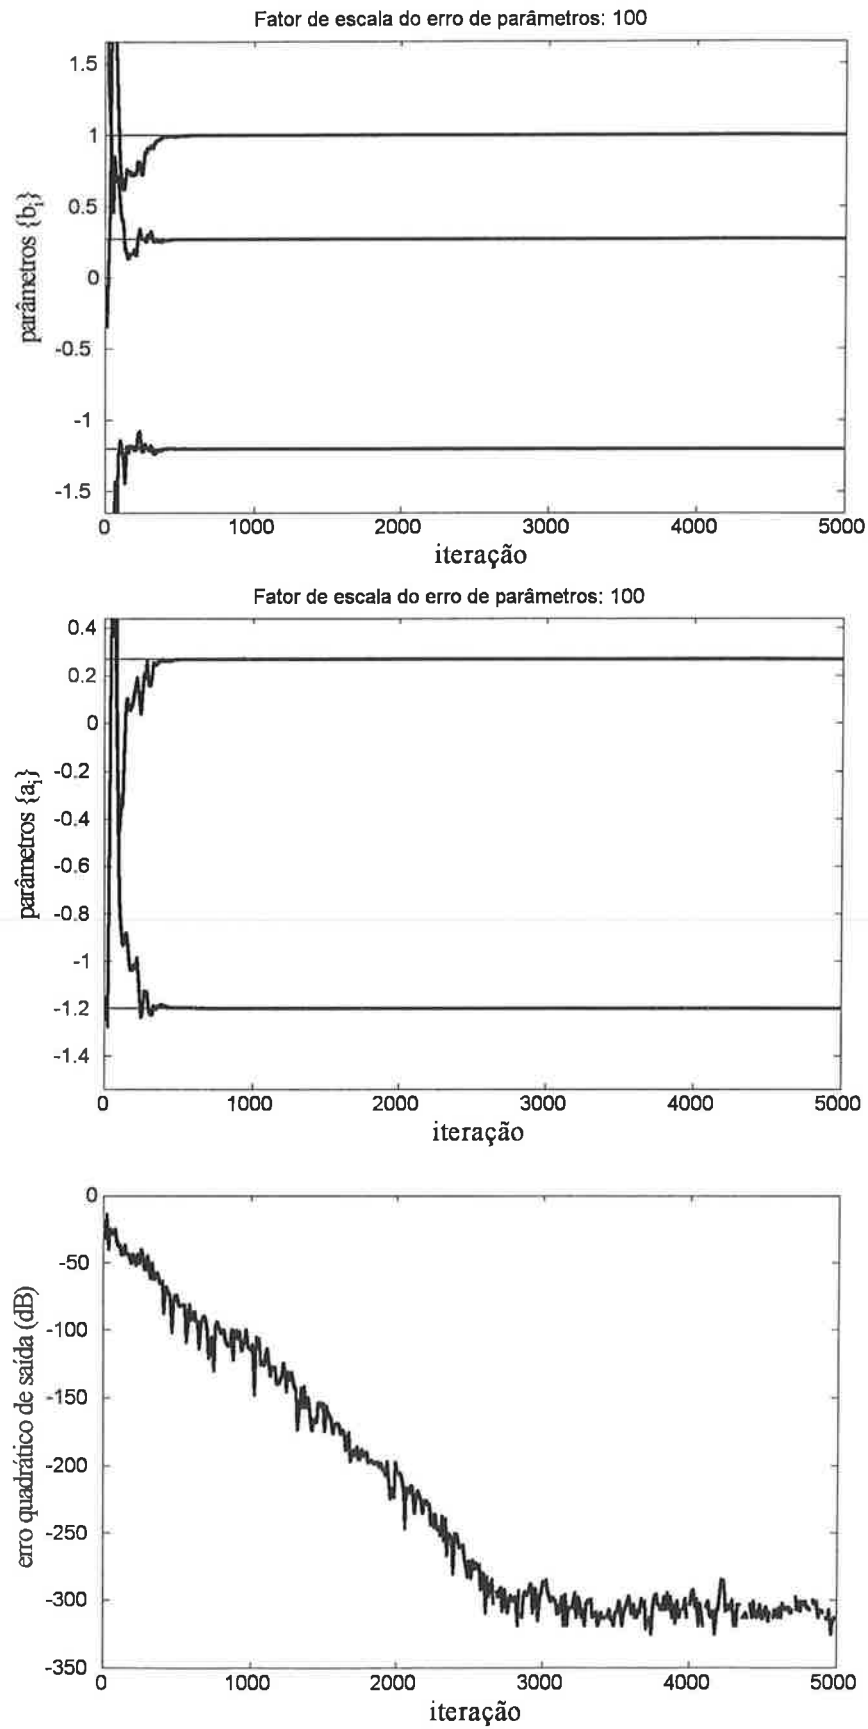 Fator de escala do erro de parâmetros: 100
1.5
1
0.5
0
-0.5
-1
-1.5
parâmetros {bᵢ}
0 1000 2000 3000 4000 5000
iteração
Fator de escala do erro de parâmetros: 100
0.4
0.2
0
-0.2
-0.4
-0.6
-0.8
-1
-1.2
-1.4
parâmetros {aᵢ}
0 1000 2000 3000 4000 5000
iteração
0
-50
-100
-150
-200
-250
-300
-350
erro quadrático de saída (dB)
0 1000 2000 3000 4000 5000
iteração